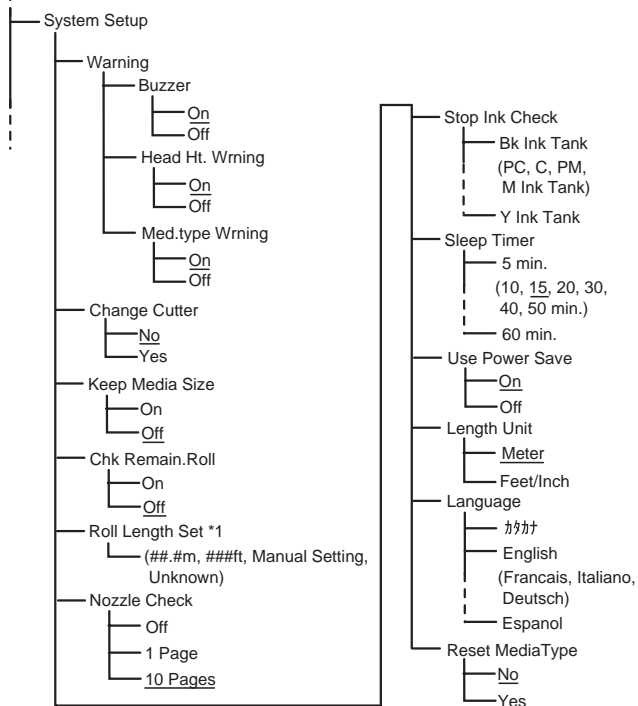 System Setup
Warning
Buzzer
On
Off
Head Ht. Wrning
On
Off
Med.type Wrning
On
Off
Change Cutter
No
Yes
Keep Media Size
On
Off
Chk Remain.Roll
On
Off
Roll Length Set *1
(##.#m, ###ft, Manual Setting,
Unknown)
Nozzle Check
Off
1 Page
10 Pages
Stop Ink Check
Bk Ink Tank
(PC, C, PM,
M Ink Tank)
Y Ink Tank
Sleep Timer
5 min.
(10, 15, 20, 30,
40, 50 min.)
60 min.
Use Power Save
On
Off
Length Unit
Meter
Feet/Inch
Language
ｶﾀｶﾅ
English
(Francais, Italiano,
Deutsch)
Espanol
Reset MediaType
No
Yes